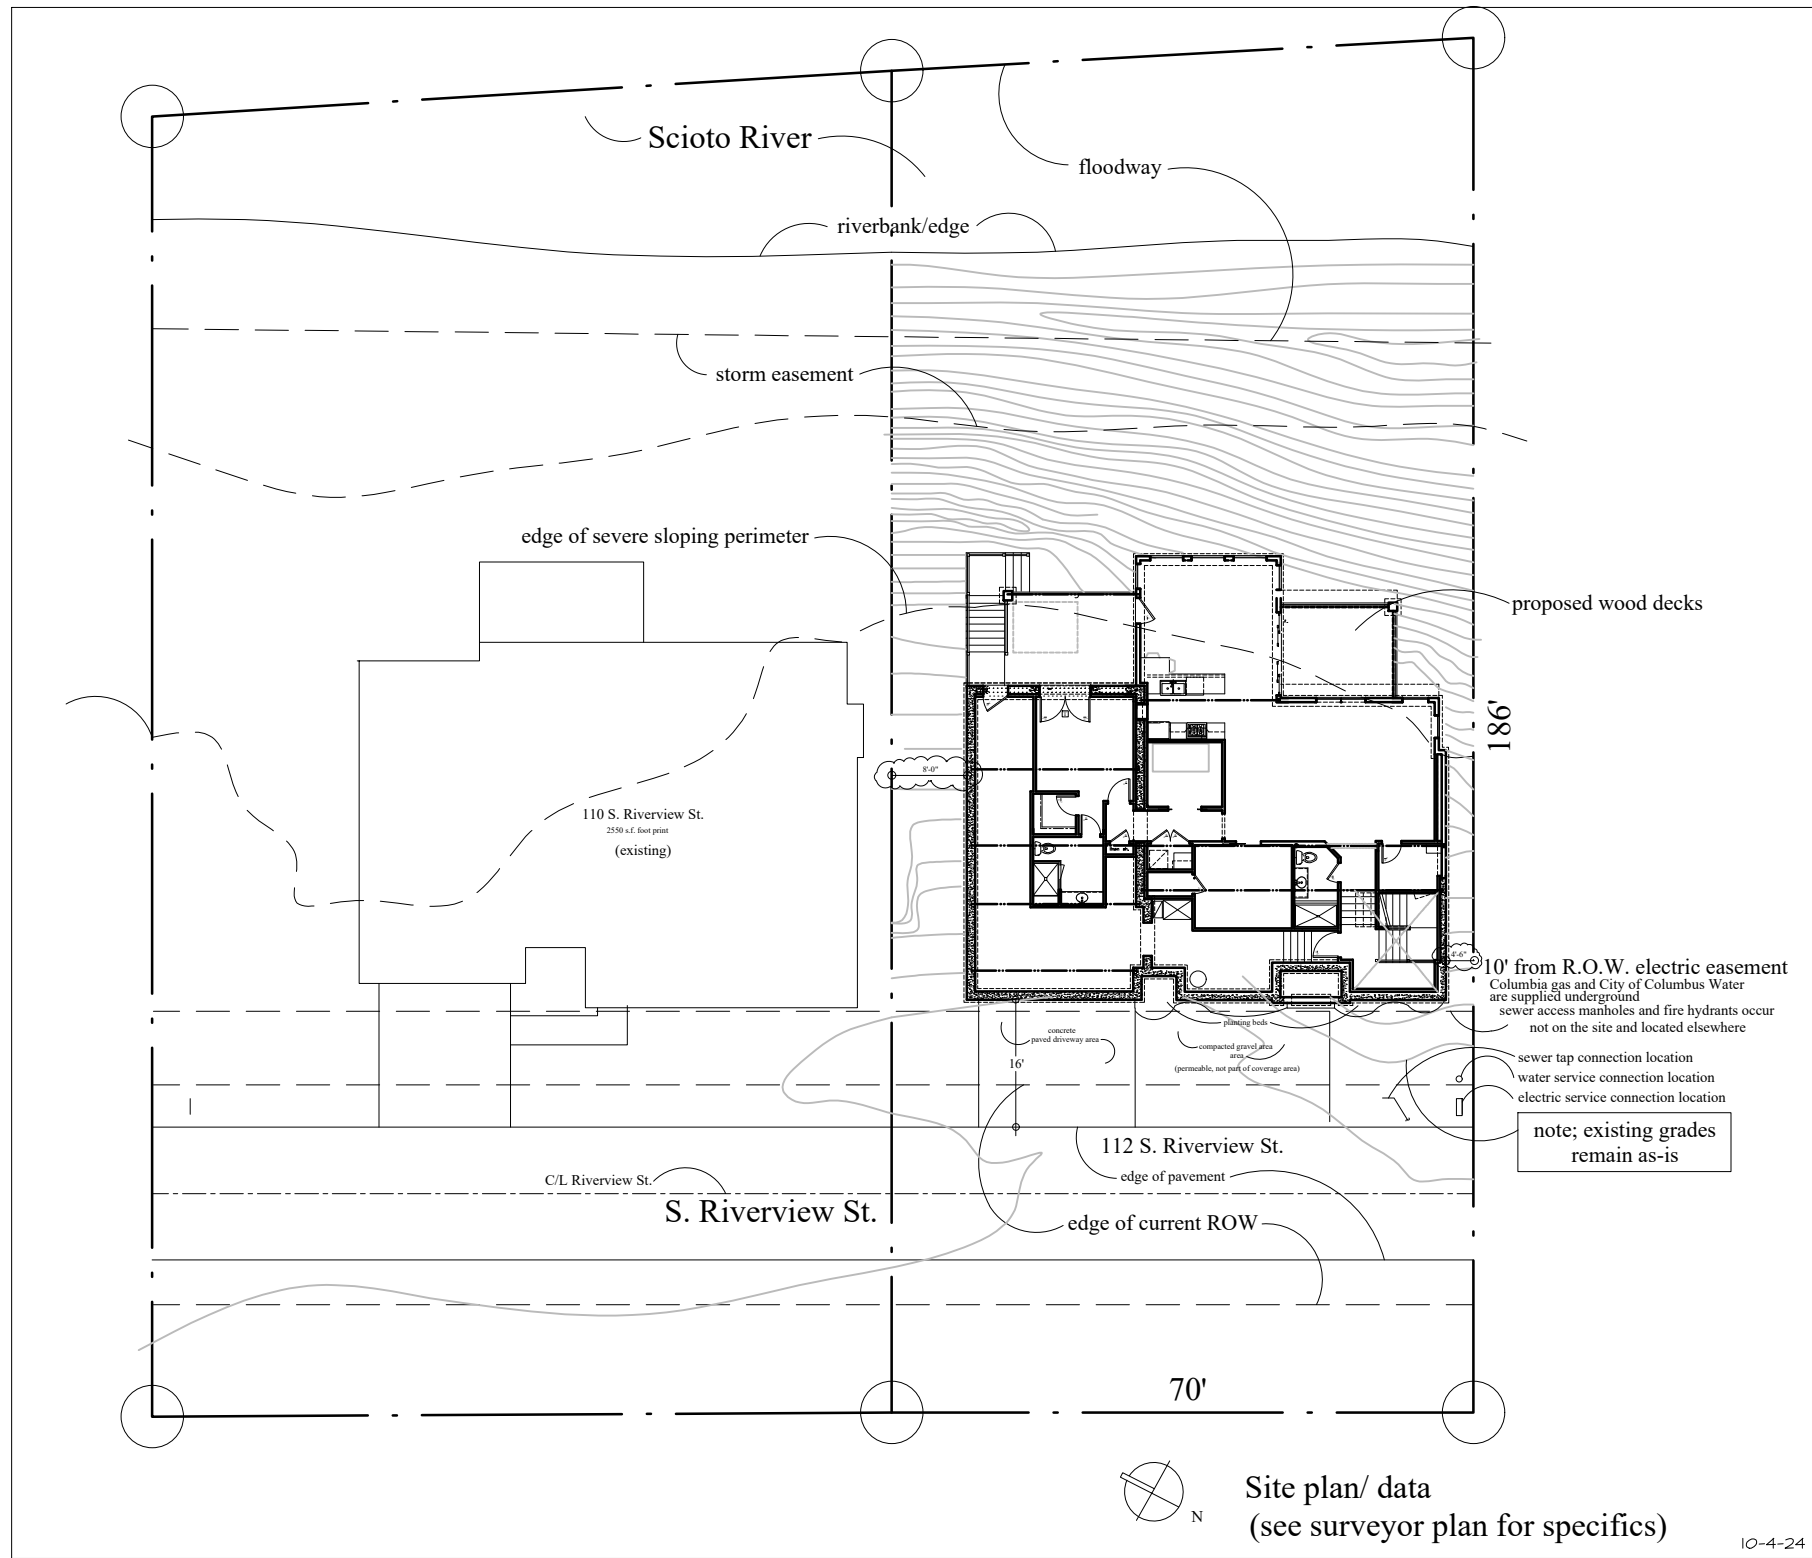 Scioto River
floodway
riverbank/edge
storm easement
edge of severe sloping perimeter
proposed wood decks
186'
8'-0"
110 S. Riverview St.
2550 s.f. foot print
(existing)
4'-6"
10' from R.O.W. electric easement
Columbia gas and City of Columbus Water
are supplied underground
sewer access manholes and fire hydrants occur
not on the site and located elsewhere
planting beds
concrete
paved driveway area
compacted gravel area
area
(permeable, not part of coverage area)
16'
sewer tap connection location
water service connection location
electric service connection location
note; existing grades
remain as-is
112 S. Riverview St.
edge of pavement
C/L Riverview St.
S. Riverview St.
edge of current ROW
70'
N
Site plan/ data
(see surveyor plan for specifics)
10-4-24